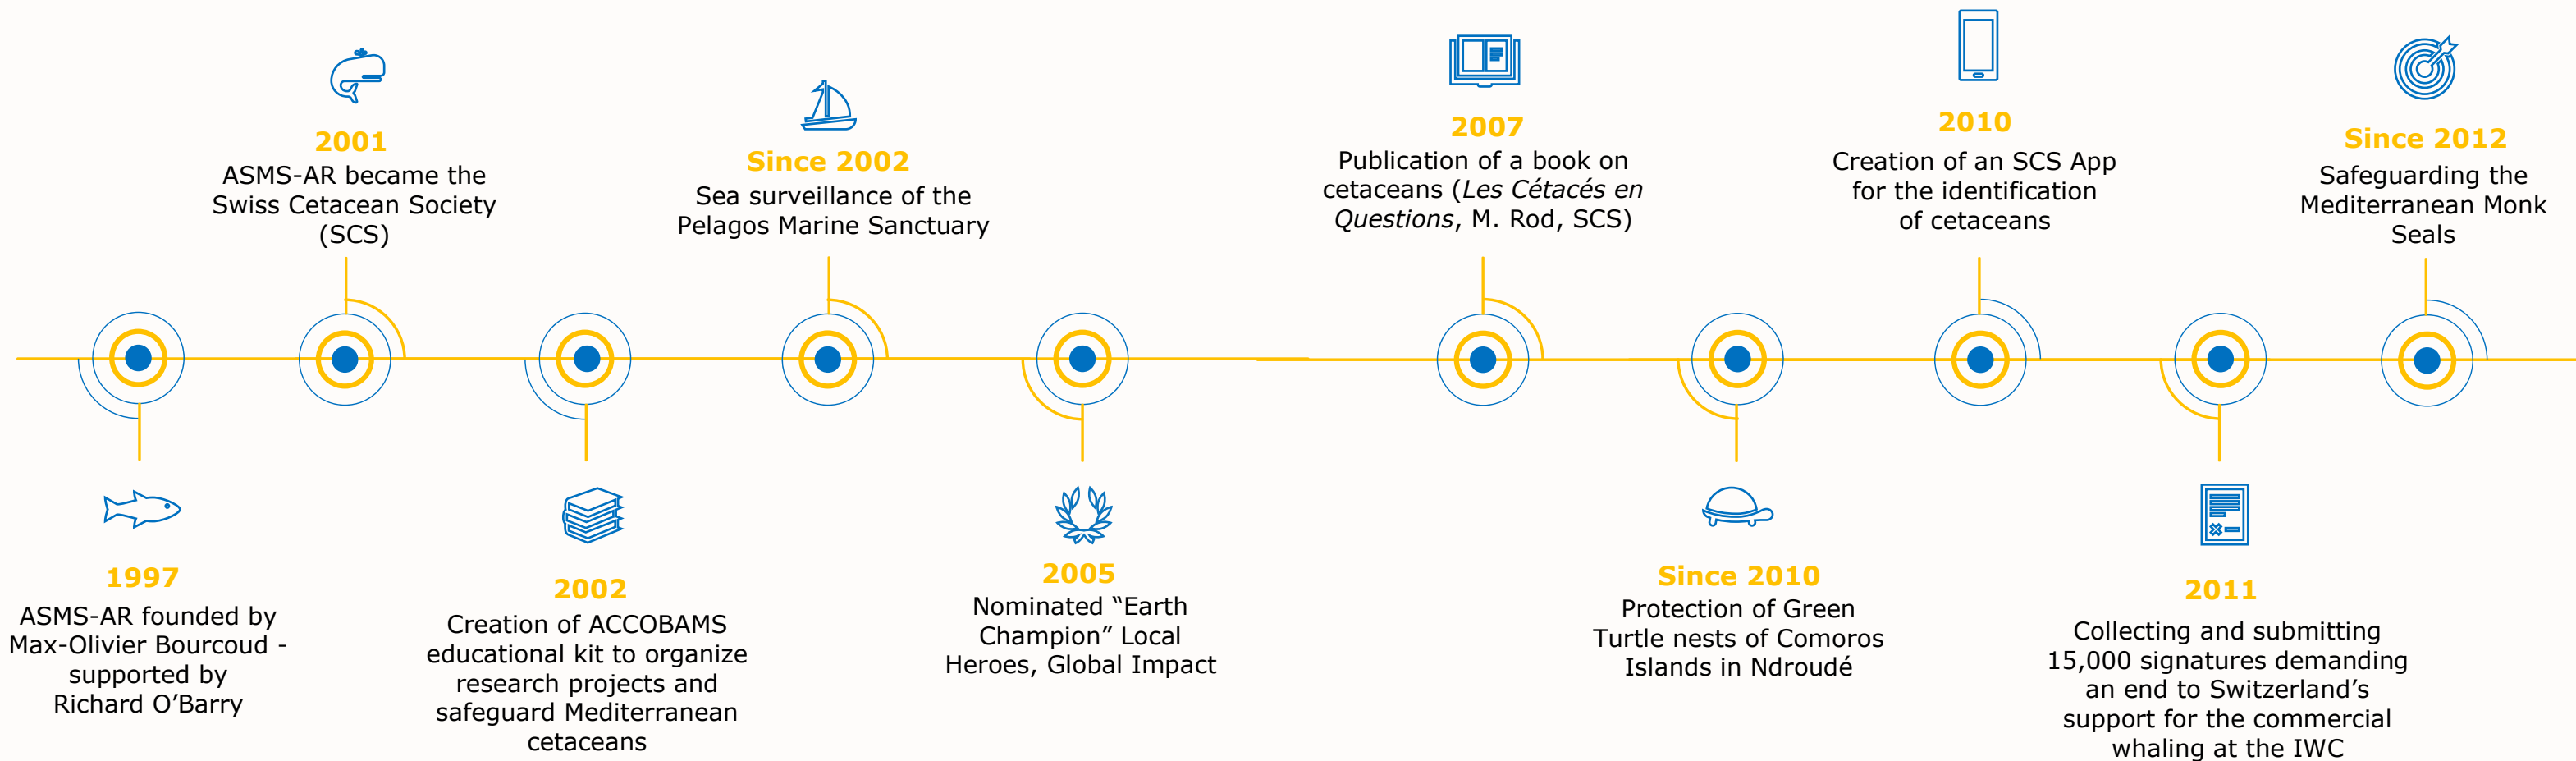 1997
ASMS-AR founded by
Max-Olivier Bourcoud -
supported by
Richard O'Barry
2001
ASMS-AR became the
Swiss Cetacean Society
(SCS)
2002
Creation of ACCOBAMS
educational kit to organize
research projects and
safeguard Mediterranean
cetaceans
Since 2002
Sea surveillance of the
Pelagos Marine Sanctuary
2005
Nominated “Earth
Champion” Local
Heroes, Global Impact
2007
Publication of a book on
cetaceans (Les Cétacés en
Questions, M. Rod, SCS)
Since 2010
Protection of Green
Turtle nests of Comoros
Islands in Ndroudé
2010
Creation of an SCS App
for the identification
of cetaceans
2011
Collecting and submitting
15,000 signatures demanding
an end to Switzerland’s
support for the commercial
whaling at the IWC
Since 2012
Safeguarding the
Mediterranean Monk
Seals